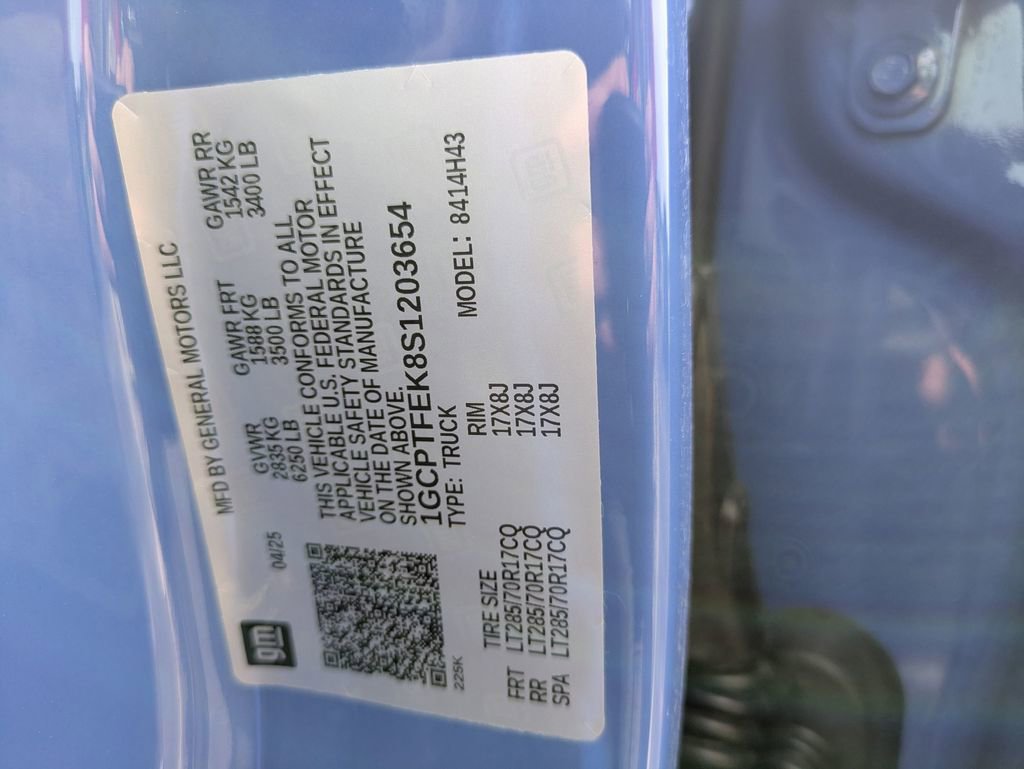 gm
04/25
MFD BY GENERAL MOTORS LLC
GVWR GAWR FRT GAWR RR
2835 KG 1588 KG 1542 KG
6250 LB 3500 LB 3400 LB
THIS VEHICLE CONFORMS TO ALL
APPLICABLE U.S. FEDERAL MOTOR
VEHICLE SAFETY STANDARDS IN EFFECT
ON THE DATE OF MANUFACTURE
SHOWN ABOVE.
1GCPTFEK8S1203654
TYPE: TRUCK MODEL: 8414H43
225K
TIRE SIZE RIM
FRT LT285/70R17CQ 17X8J
RR LT285/70R17CQ 17X8J
SPA LT285/70R17CQ 17X8J